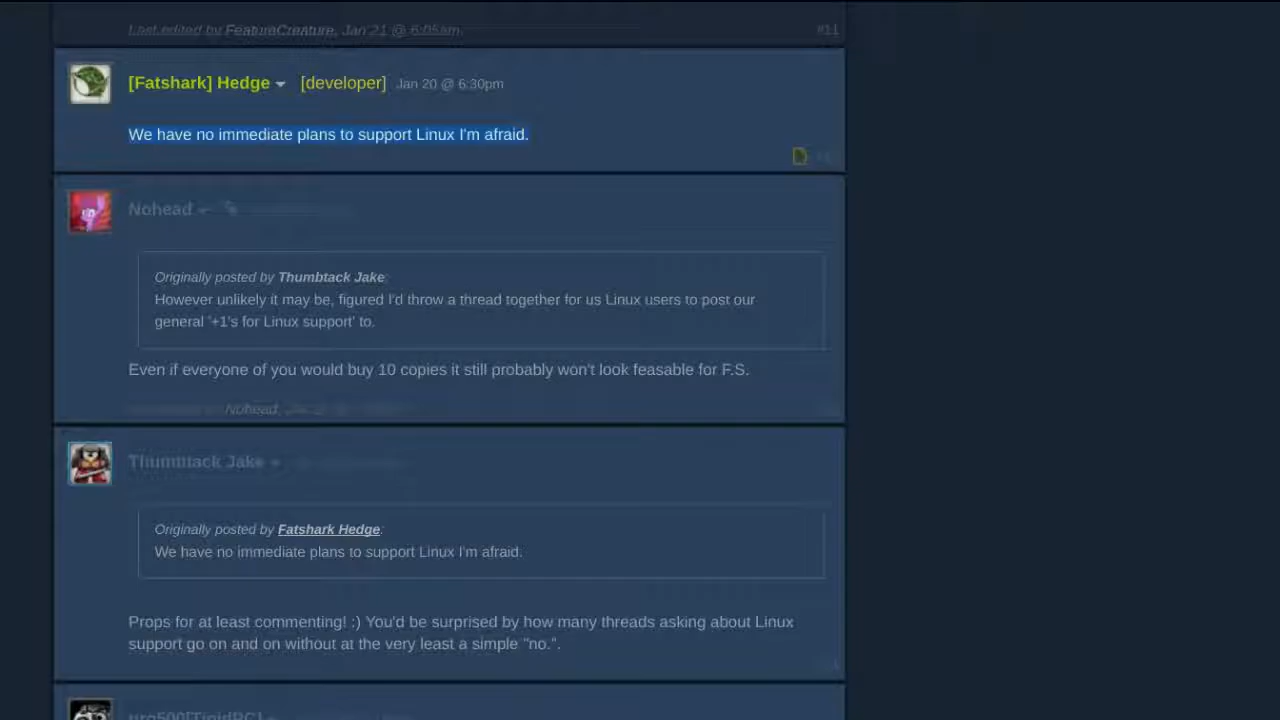 Last edited by FeatureCreature, Jan 21 @ 6:05am.
#11
[Fatshark] Hedge [developer] Jan 20 @ 6:30pm
We have no immediate plans to support Linux I'm afraid.
Nohead
Originally posted by Thumbtack Jake:
However unlikely it may be, figured I'd throw a thread together for us Linux users to post our
general '+1's for Linux support' to.
Even if everyone of you would buy 10 copies it still probably won't look feasable for F.S.
Nohead,
Thumbtack Jake
Originally posted by Fatshark Hedge:
We have no immediate plans to support Linux I'm afraid.
Props for at least commenting! :) You'd be surprised by how many threads asking about Linux
support go on and on without at the very least a simple "no.".